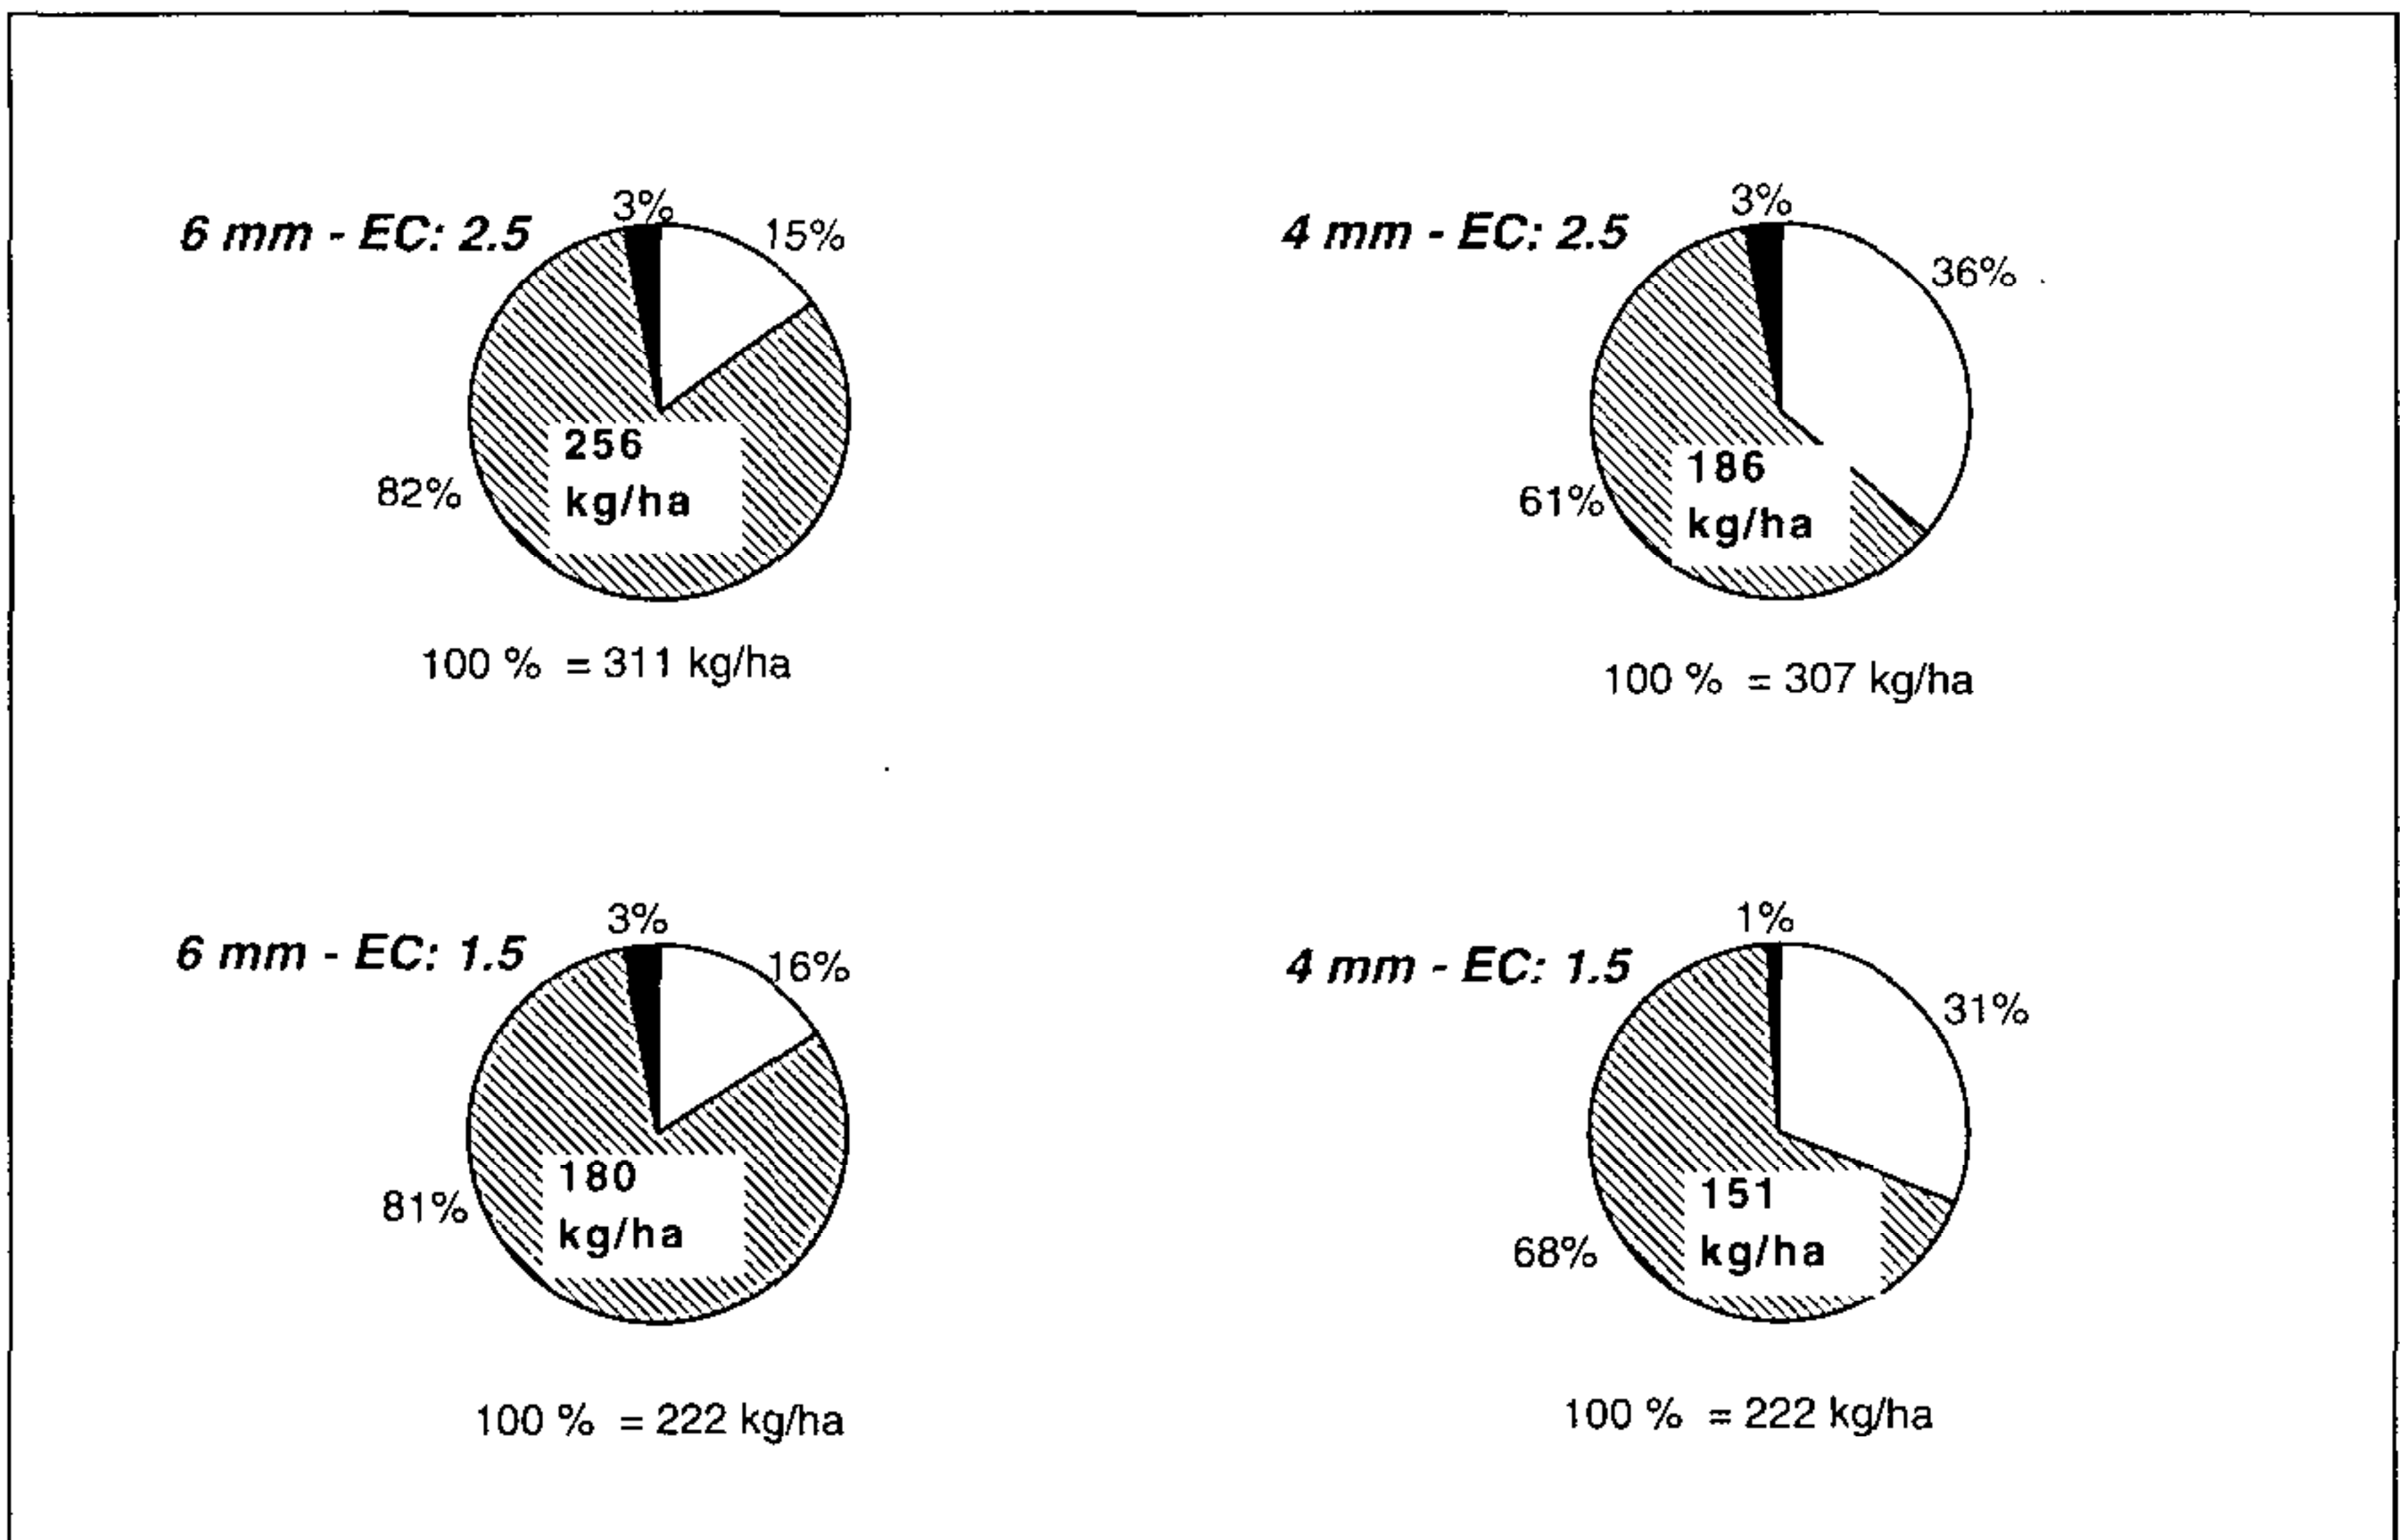 6 mm - EC: 2.5
3%
15%
82%
256
kg/ha
100 % = 311 kg/ha
4 mm - EC: 2.5
3%
36%
61%
186
kg/ha
100 % = 307 kg/ha
6 mm - EC: 1.5
3%
16%
81%
180
kg/ha
100 % = 222 kg/ha
4 mm - EC: 1.5
1%
31%
68%
151
kg/ha
100 % = 222 kg/ha